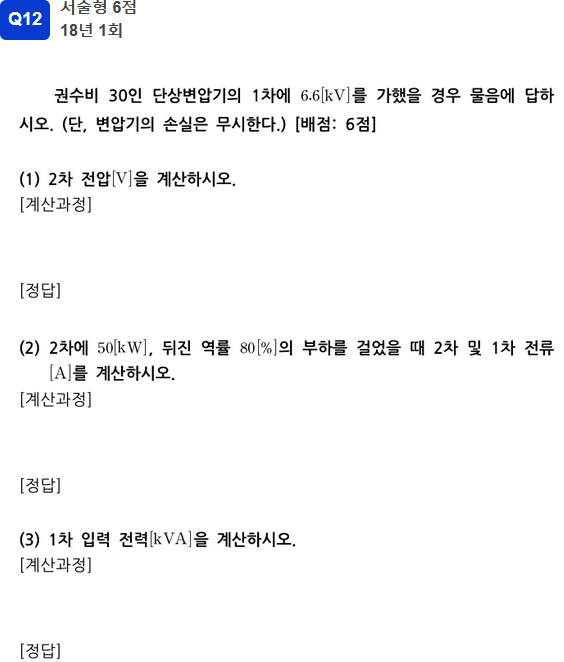 Q12
서술형 6점
18년 1회
권수비 30인 단상변압기의 1차에 6.6[kV]를 가했을 경우 물음에 답하
시오. (단, 변압기의 손실은 무시한다.) [배점: 6점]
(1) 2차 전압[V]을 계산하시오.
[계산과정]
[정답]
(2) 2차에 50[kW], 뒤진 역률 80[%]의 부하를 걸었을 때 2차 및 1차 전류
[A]를 계산하시오.
[계산과정]
[정답]
(3) 1차 입력 전력[kVA]을 계산하시오.
[계산과정]
[정답]